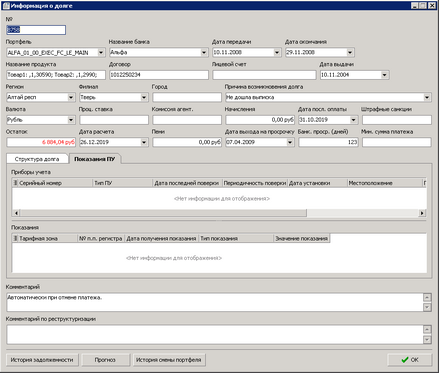 Информация о долге
№
8758
Портфель Название банка Дата передачи Дата окончания
ALFA_01_00_EXEC_FC_LE_MAIN Альфа 10.11.2008 29.11.2008
Название продукта Договор Лицевой счет Дата выдачи
Товар1: ,1,30590; Товар2: ,1,2990; 1012250234 10.11.2004
Регион Филиал Город Причина возникновения долга
Алтай респ Тверь Не дошла выписка
Валюта Проц. ставка Комиссия агент. Начисления Дата посл. оплаты Штрафные санкции
Рубль 0,00 руб 31.10.2019
Остаток Дата расчета Пени Дата выхода на просрочку Банк. проср. (дней) Мин. сумма платежа
6 884,04 руб 26.12.2019 0,00 руб 07.04.2009 123
Структура долга Показания ПУ
Приборы учета
Серийный номер Тип ПУ Дата последней поверки Периодичность поверки Дата установки Местоположение П
<Нет информации для отображения>
Показания
Тарифная зона № п.п. регистра Дата получения показания Тип показания Значение показания
<Нет информации для отображения>
Комментарий
Автоматически при отмене платежа.
Комментарий по реструктуризации
История задолженности Прогноз История смены портфеля OK